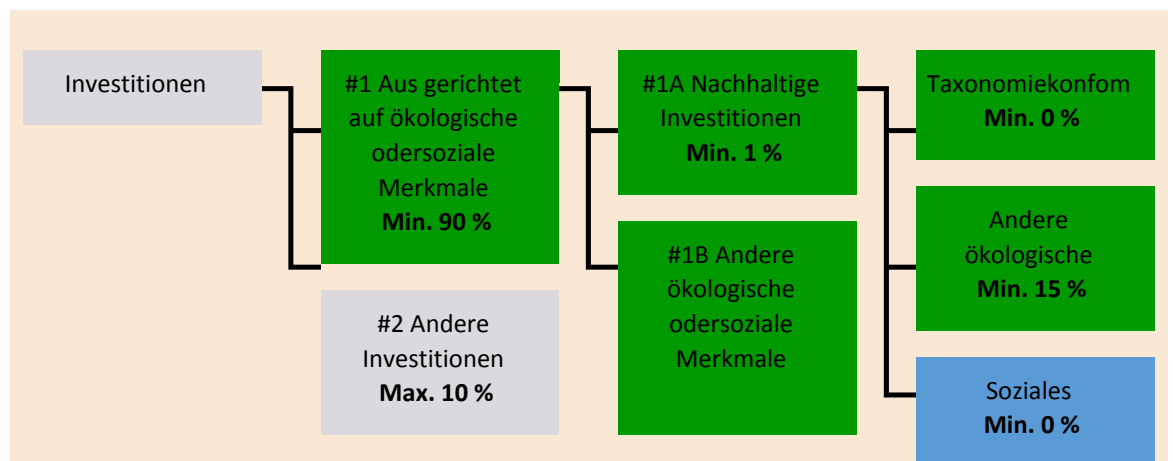 Investitionen
#1 Aus gerichtet
auf ökologische
odersoziale
Merkmale
Min. 90 %
#2 Andere
Investitionen
Max. 10 %
#1A Nachhaltige
Investitionen
Min. 1 %
#1B Andere
ökologische
odersoziale
Merkmale
Taxonomiekonfom
Min. 0 %
Andere
ökologische
Min. 15 %
Soziales
Min. 0 %